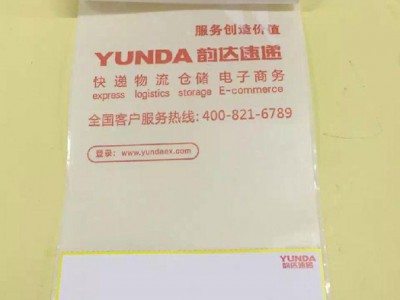 服务创造价值
YUNDA 韵达速递
快递 物流 仓储 电子商务
express logistics storage E-commerce
全国客户服务热线: 400-821-6789
登录: www.yundaex.com
YUNDA
韵达速递